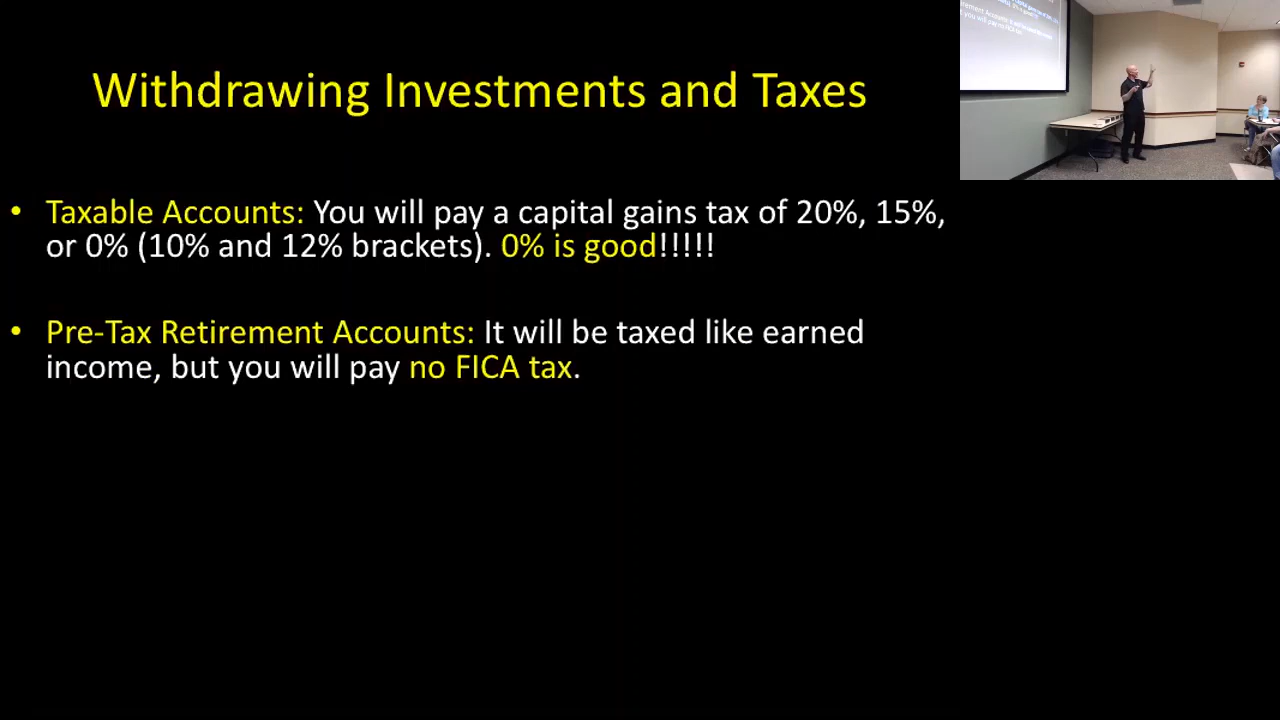 Withdrawing Investments and Taxes
• Taxable Accounts: You will pay a capital gains tax of 20%, 15%,
or 0% (10% and 12% brackets). 0% is good!!!!!
• Pre-Tax Retirement Accounts: It will be taxed like earned
income, but you will pay no FICA tax.